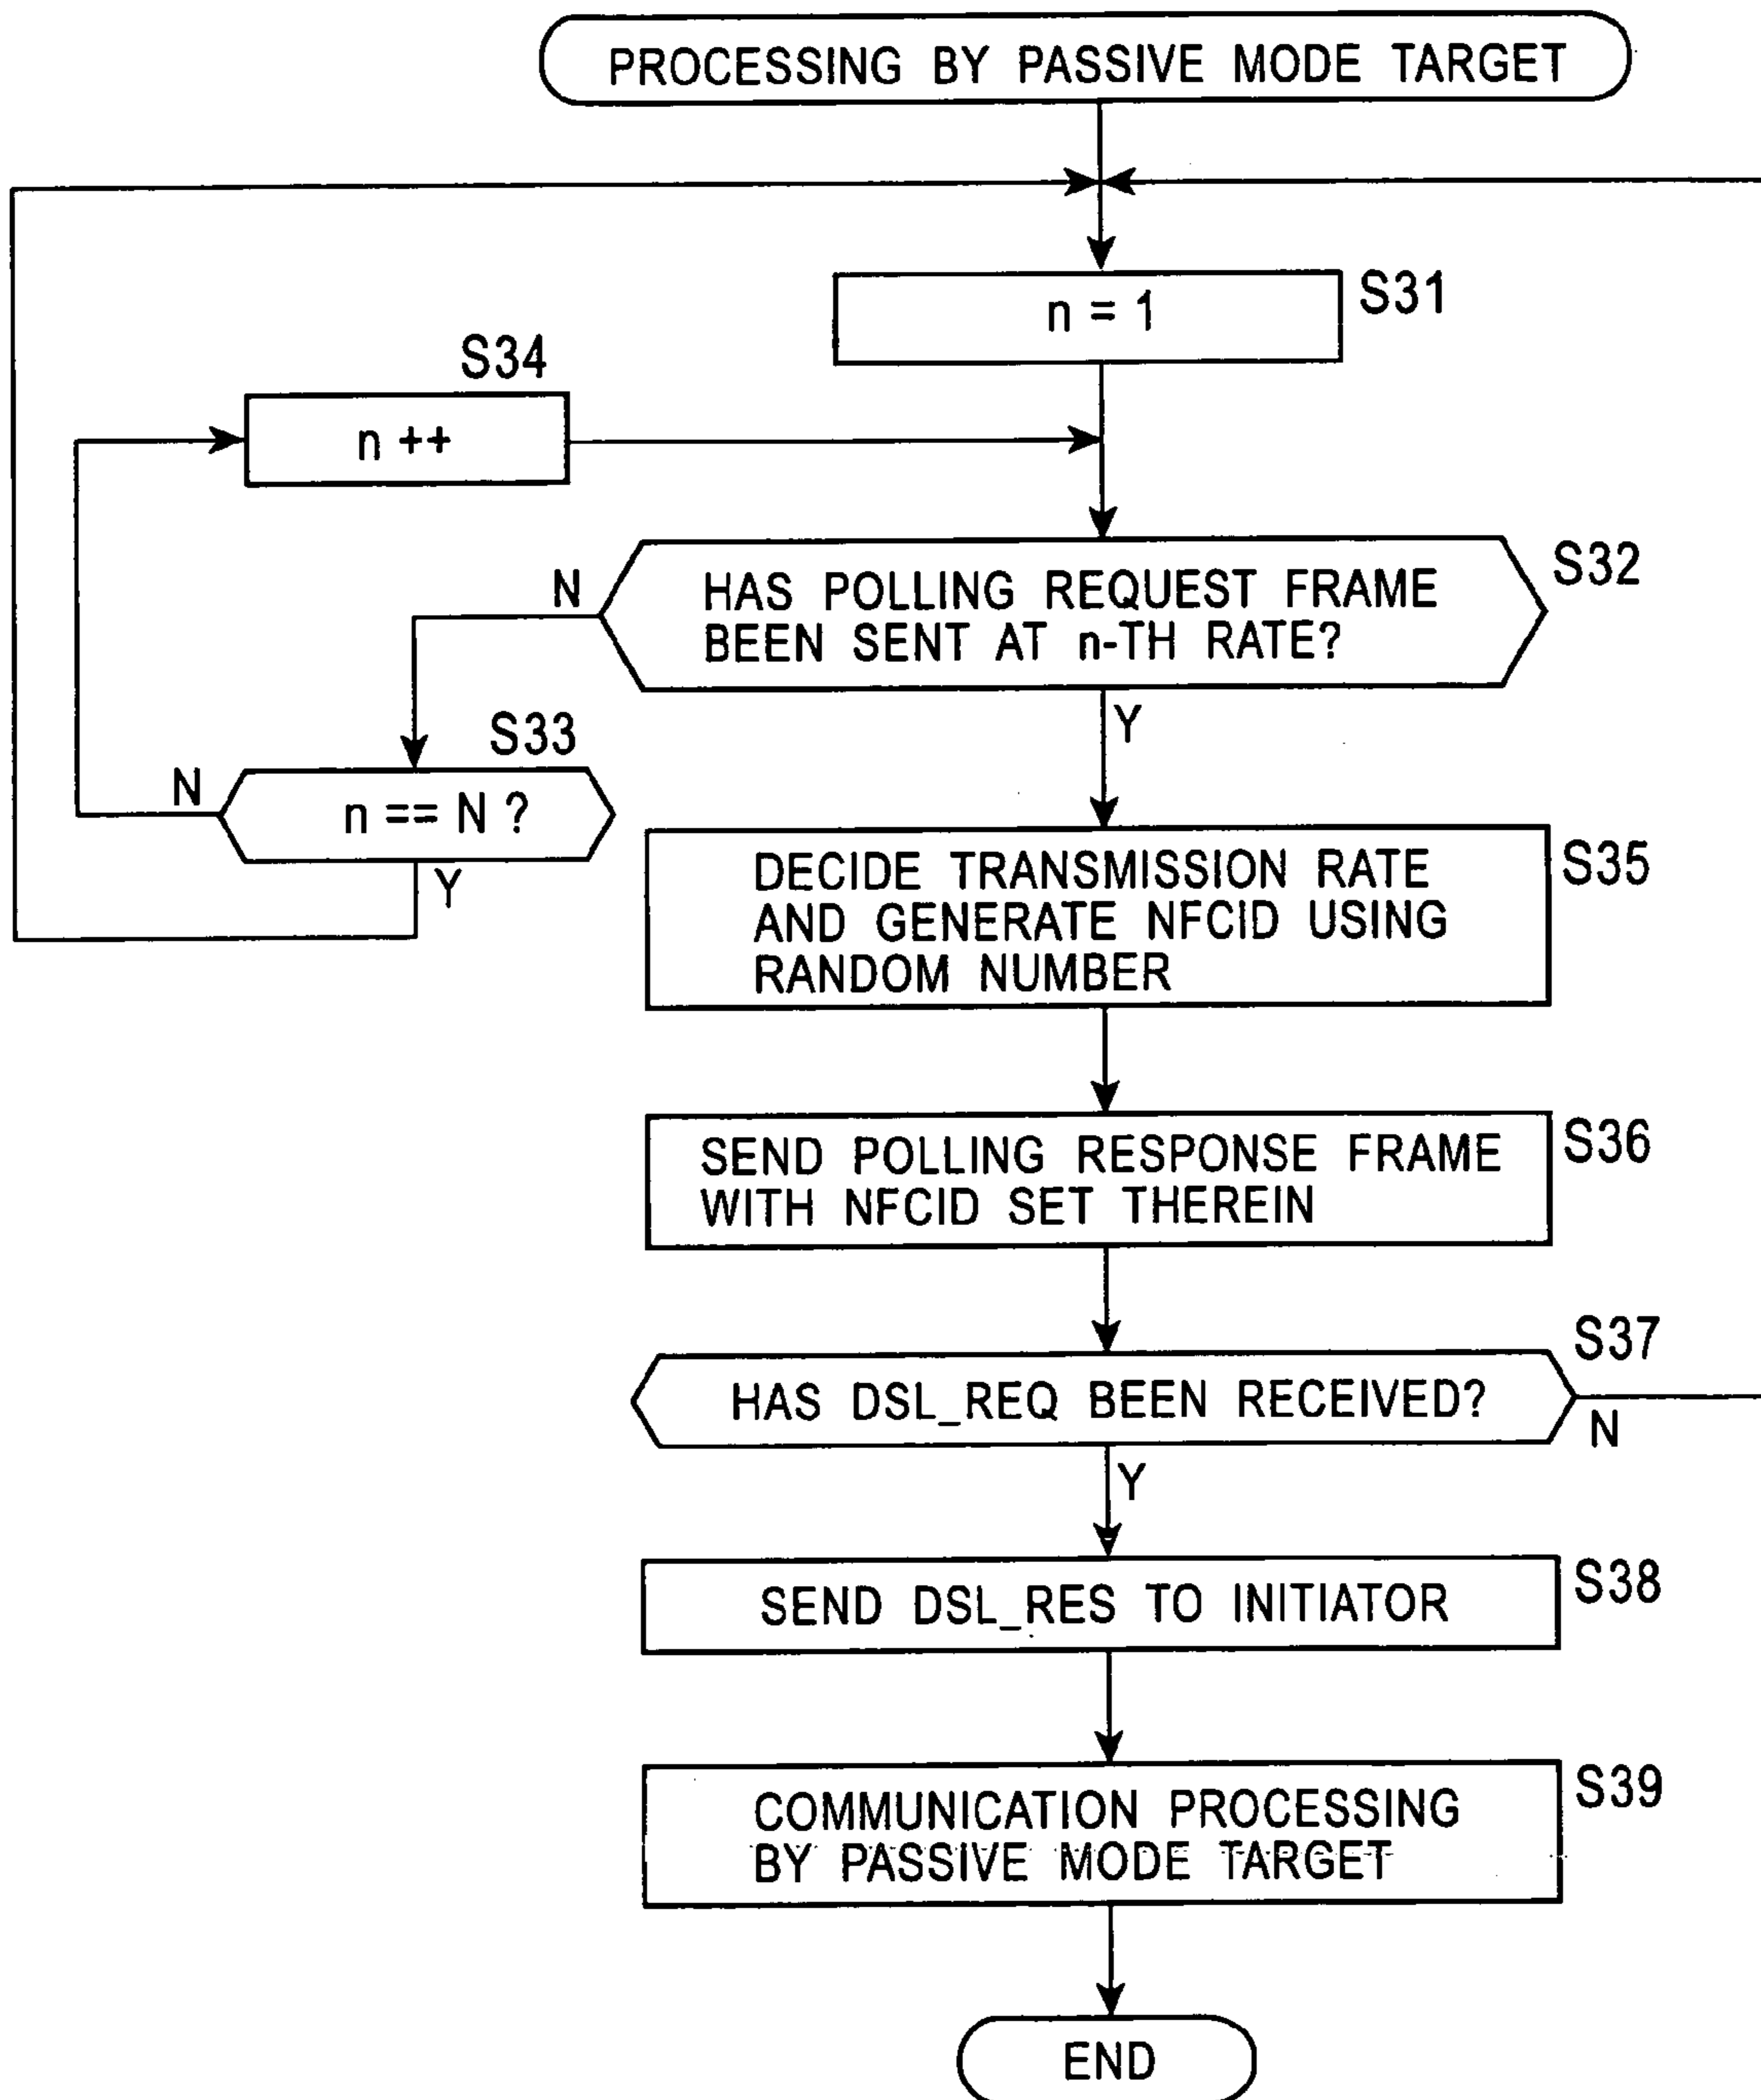 PROCESSING BY PASSIVE MODE TARGET
n = 1
S31
S34
n ++
S32
N
HAS POLLING REQUEST FRAME
BEEN SENT AT n-TH RATE?
Y
S33
N
n == N ?
Y
DECIDE TRANSMISSION RATE
AND GENERATE NFCID USING
RANDOM NUMBER
S35
SEND POLLING RESPONSE FRAME
WITH NFCID SET THEREIN
S36
S37
HAS DSL_REQ BEEN RECEIVED?
N
Y
SEND DSL_RES TO INITIATOR
S38
COMMUNICATION PROCESSING
BY PASSIVE MODE TARGET
S39
END